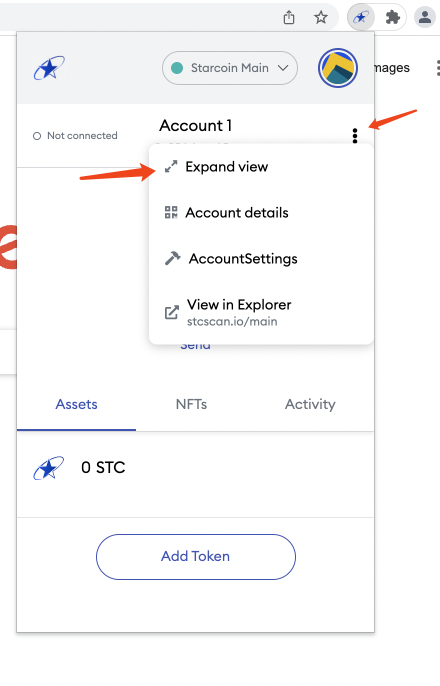 Starcoin Main
mages
Not connected
Account 1
Expand view
Account details
AccountSettings
View in Explorer
stcscan.io/main
Send
Assets
NFTs
Activity
0 STC
Add Token